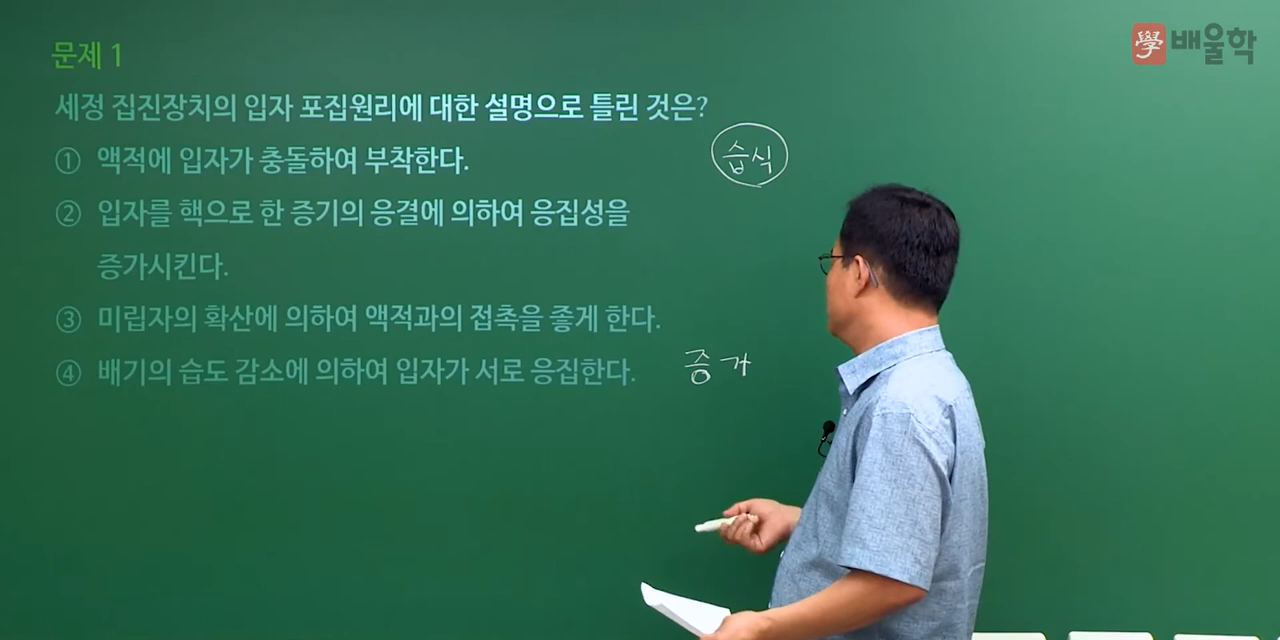 學 배울학
문제 1
세정 집진장치의 입자 포집원리에 대한 설명으로 틀린 것은?
습식
① 액적에 입자가 충돌하여 부착한다.
② 입자를 핵으로 한 증기의 응결에 의하여 응집성을
증가시킨다.
③ 미립자의 확산에 의하여 액적과의 접촉을 좋게 한다.
④ 배기의 습도 감소에 의하여 입자가 서로 응집한다.
증가